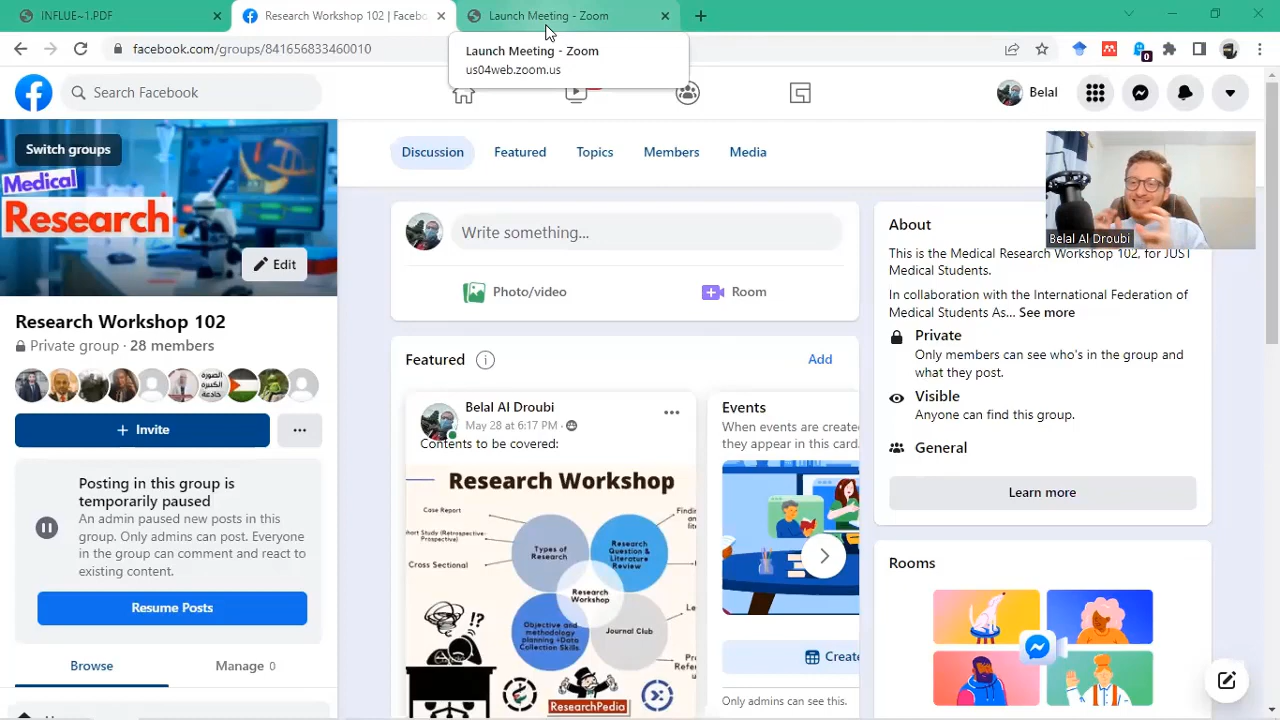 INFLUE~1.PDF
Research Workshop 102 | Facebo
Launch Meeting - Zoom
facebook.com/groups/841656833460010
Launch Meeting - Zoom
us04web.zoom.us
0
Search Facebook
Belal
Switch groups
Medical
Research
Edit
Discussion
Featured
Topics
Members
Media
Belal Al Droubi
Write something...
Photo/video
Room
About
This is the Medical Research Workshop 102, for JUST
Medical Students.
In collaboration with the International Federation of
Medical Students As... See more
Private
Only members can see who's in the group and
what they post.
Visible
Anyone can find this group.
General
Learn more
Research Workshop 102
Private group · 28 members
الصورة
الكبيرة
خادعة
Invite
Posting in this group is
temporarily paused
An admin paused new posts in this
group. Only admins can post. Everyone
in the group can comment and react to
existing content.
Resume Posts
Browse
Manage 0
Featured
Add
Belal Al Droubi
May 28 at 6:17 PM ·
Contents to be covered:
Research Workshop
Case Report
hort Study (Retrospective-
Prospective)
Cross Sectional
Types of
Research
Research
Question &
Literature
Review
Research
Workshop
Objective and
methodology
planning +Data
Collection Skills
Journal Club
!?
ResearchPedia
Events
When events are create
they appear in this card.
Create
Only admins can see this.
Rooms